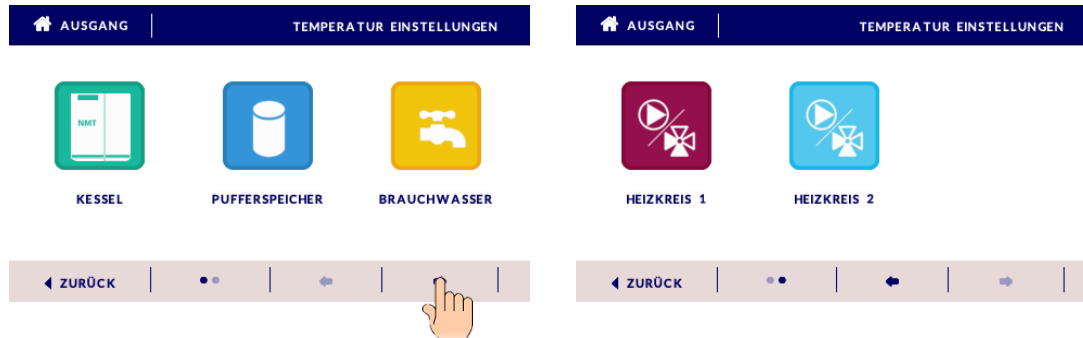 AUSGANG
TEMPERATUR EINSTELLUNGEN
NMT
KESSEL
PUFFERSPEICHER
BRAUCHWASSER
ZURÜCK
AUSGANG
TEMPERATUR EINSTELLUNGEN
HEIZKREIS 1
HEIZKREIS 2
ZURÜCK